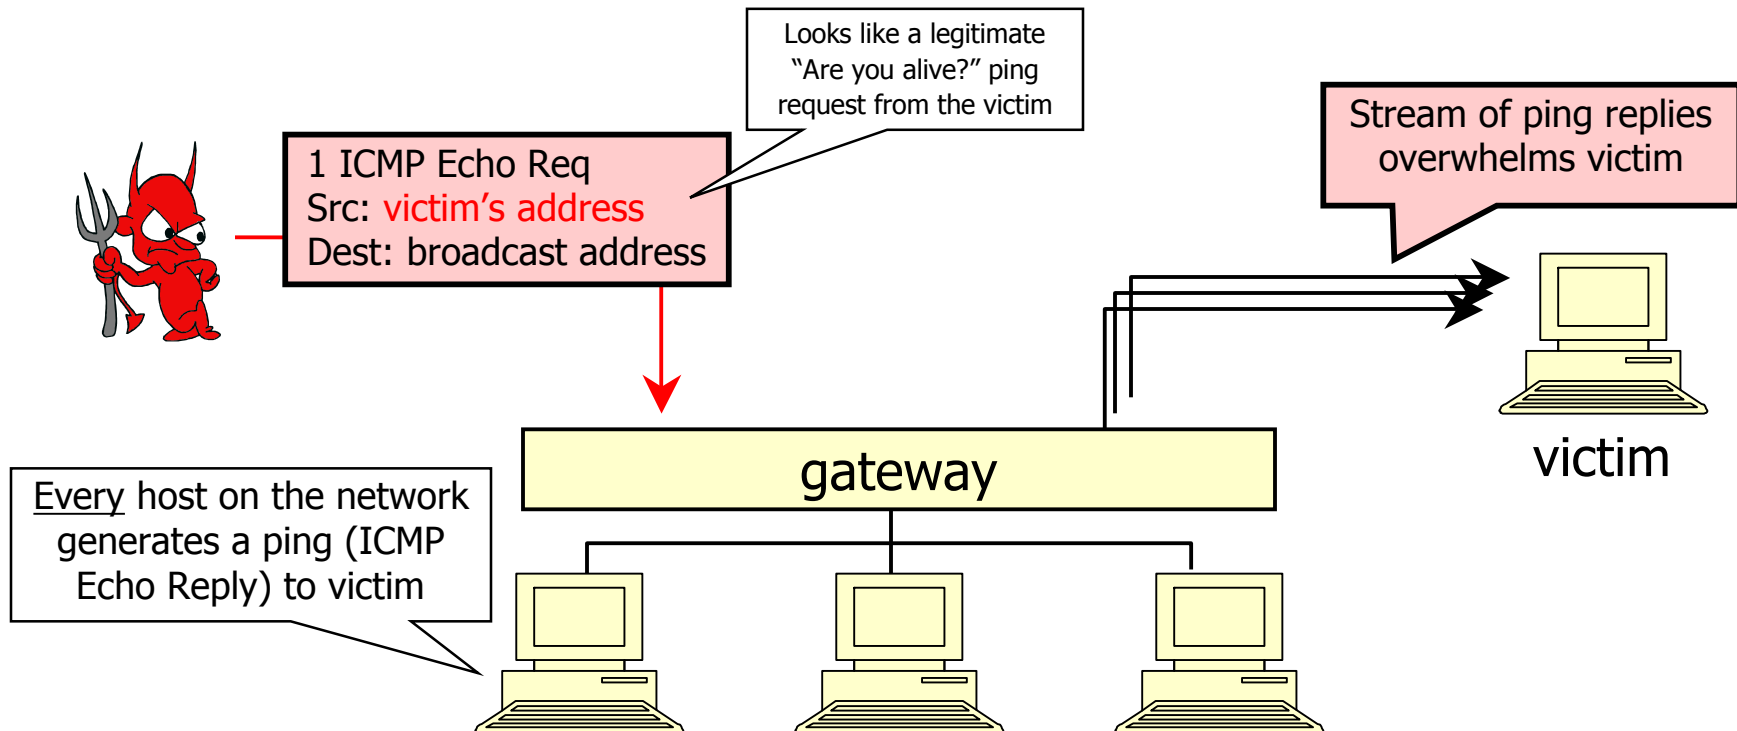 Looks like a legitimate
“Are you alive?” ping
request from the victim
1 ICMP Echo Req
Src: victim’s address
Dest: broadcast address
Stream of ping replies
overwhelms victim
victim
gateway
Every host on the network
generates a ping (ICMP
Echo Reply) to victim